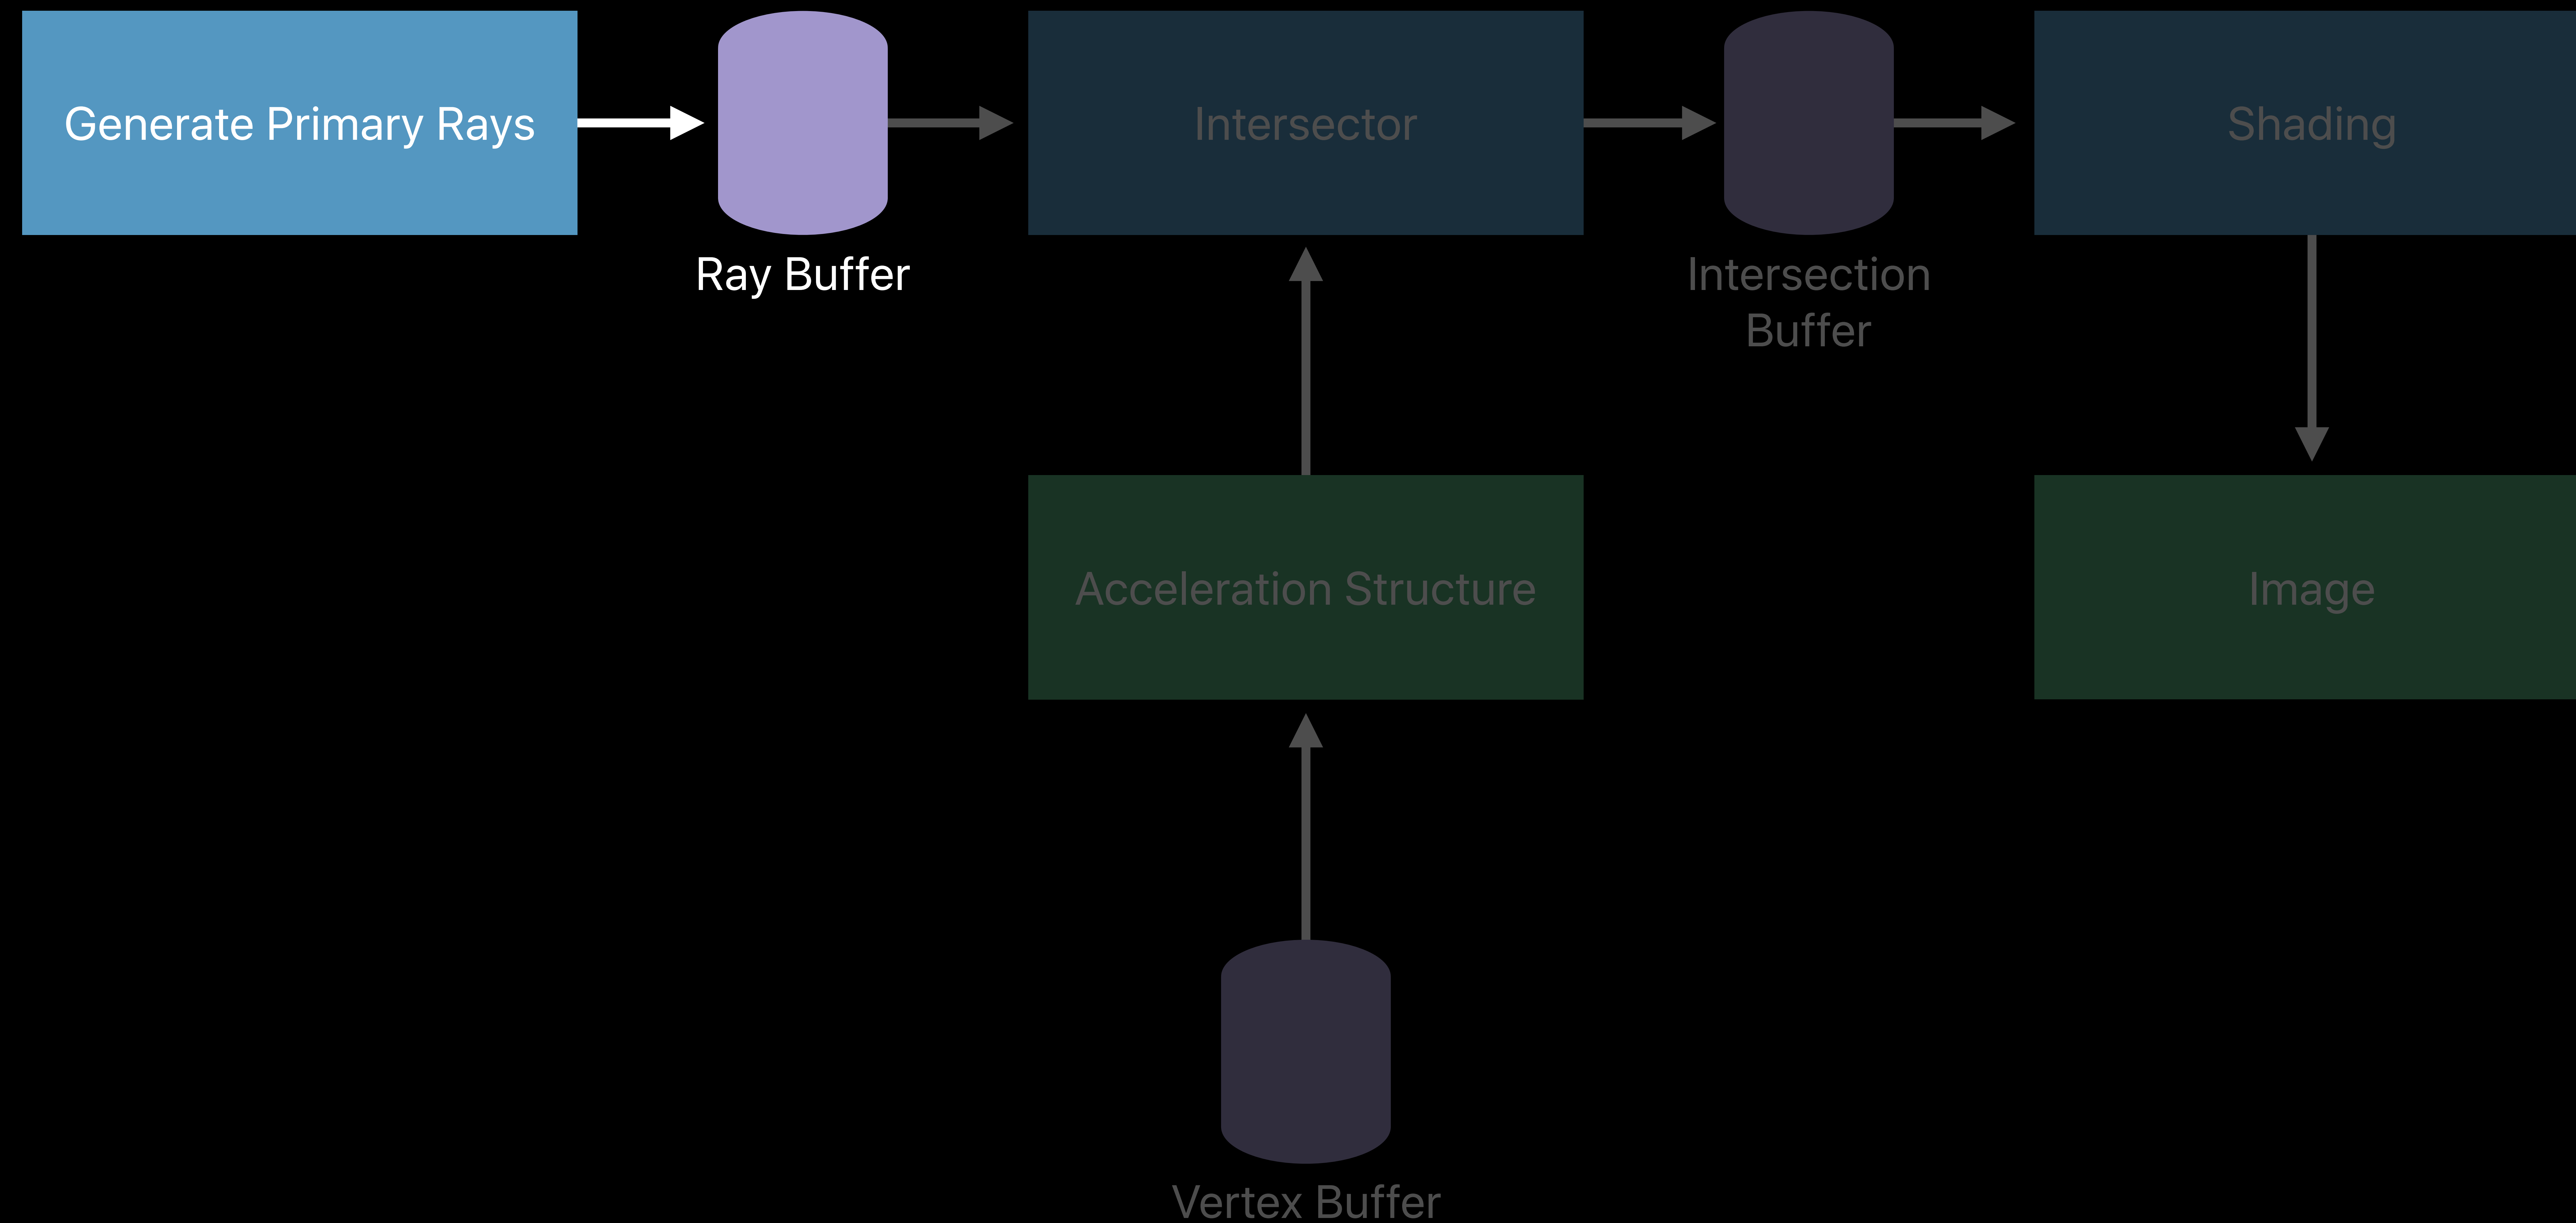 Generate Primary Rays
Intersector
Shading
Ray Buffer
Intersection
Buffer
Acceleration Structure
Image
Vertex Buffer